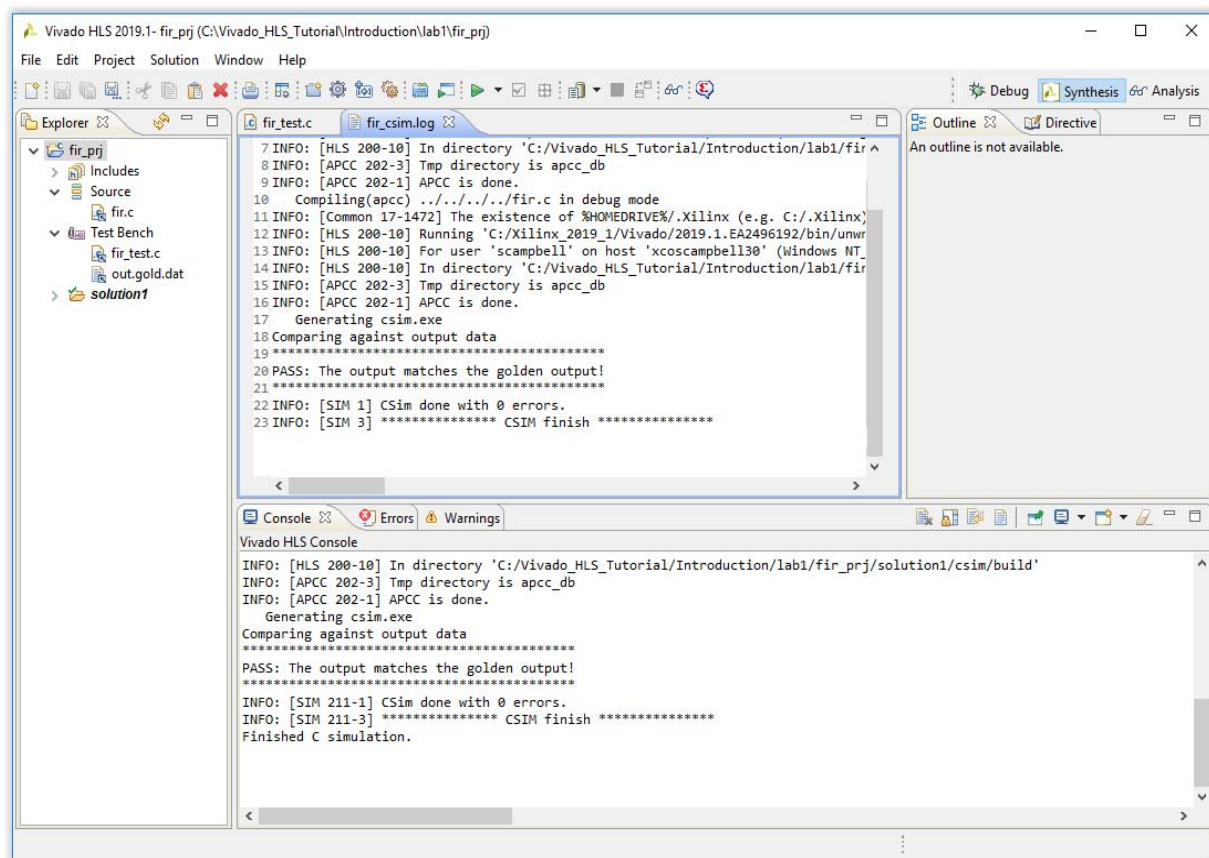 Vivado HLS 2019.1- fir_prj (C:\Vivado_HLS_Tutorial\Introduction\lab1\fir_prj)
File Edit Project Solution Window Help
Debug Synthesis Analysis
Explorer
fir_prj
Includes
Source
fir.c
Test Bench
fir_test.c
out.gold.dat
solution1
fir_test.c fir_csim.log
7 INFO: [HLS 200-10] In directory 'C:/Vivado_HLS_Tutorial/Introduction/lab1/fir
8 INFO: [APCC 202-3] Tmp directory is apcc_db
9 INFO: [APCC 202-1] APCC is done.
10 Compiling(apcc) ../../../../fir.c in debug mode
11 INFO: [Common 17-1472] The existence of %HOMEDRIVE%/.Xilinx (e.g. C:/.Xilinx)
12 INFO: [HLS 200-10] Running 'C:/Xilinx_2019_1/Vivado/2019.1.EA2496192/bin/unwr
13 INFO: [HLS 200-10] For user 'scampbell' on host 'xcoscampbell30' (Windows NT_
14 INFO: [HLS 200-10] In directory 'C:/Vivado_HLS_Tutorial/Introduction/lab1/fir
15 INFO: [APCC 202-3] Tmp directory is apcc_db
16 INFO: [APCC 202-1] APCC is done.
17 Generating csim.exe
18 Comparing against output data
19 *******************************************
20 PASS: The output matches the golden output!
21 *******************************************
22 INFO: [SIM 1] CSim done with 0 errors.
23 INFO: [SIM 3] *************** CSIM finish ***************
Outline Directive
An outline is not available.
Console Errors Warnings
Vivado HLS Console
INFO: [HLS 200-10] In directory 'C:/Vivado_HLS_Tutorial/Introduction/lab1/fir_prj/solution1/csim/build'
INFO: [APCC 202-3] Tmp directory is apcc_db
INFO: [APCC 202-1] APCC is done.
Generating csim.exe
Comparing against output data
*******************************************
PASS: The output matches the golden output!
*******************************************
INFO: [SIM 211-1] CSim done with 0 errors.
INFO: [SIM 211-3] *************** CSIM finish ***************
Finished C simulation.